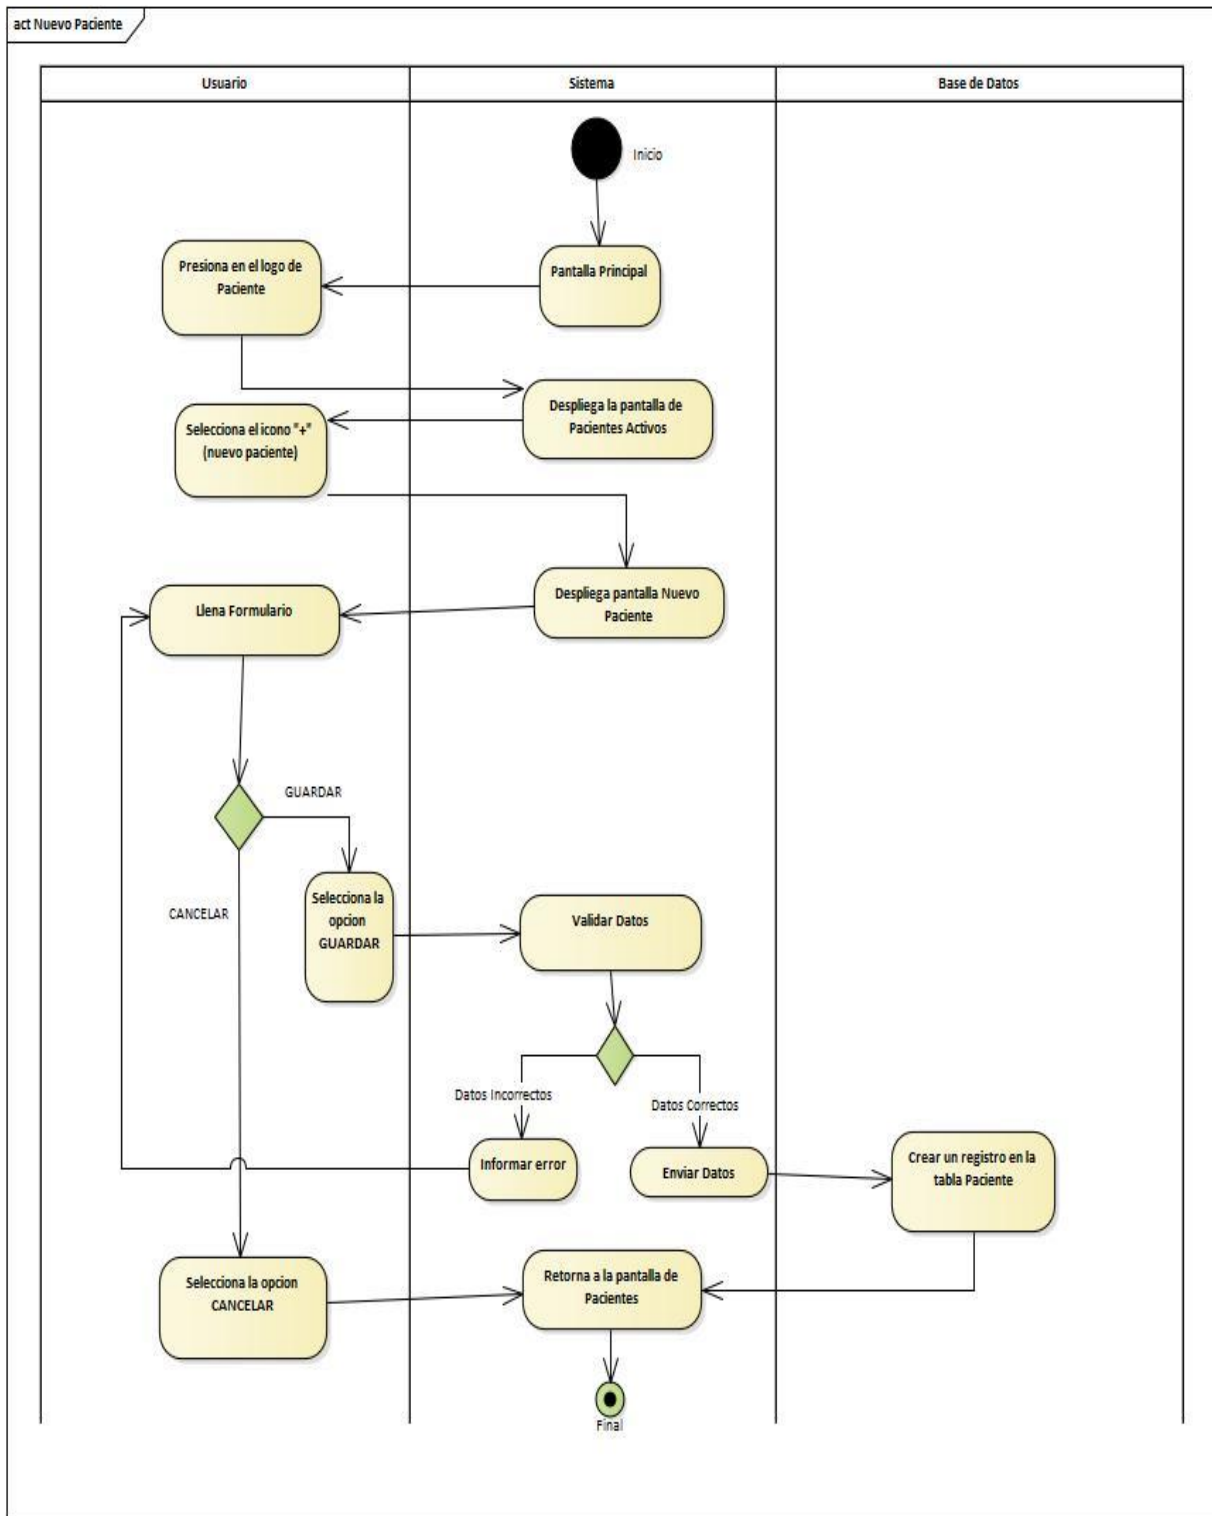 act Nuevo Paciente
Usuario
Sistema
Base de Datos
Inicio
Presiona en el logo de
Paciente
Pantalla Principal
Despliega la pantalla de
Pacientes Activos
Selecciona el icono "+"
(nuevo paciente)
Despliega pantalla Nuevo
Paciente
Llena Formulario
GUARDAR
CANCELAR
Selecciona la
opcion
GUARDAR
Validar Datos
Datos Incorrectos
Datos Correctos
Informar error
Enviar Datos
Crear un registro en la
tabla Paciente
Selecciona la opcion
CANCELAR
Retorna a la pantalla de
Pacientes
Final